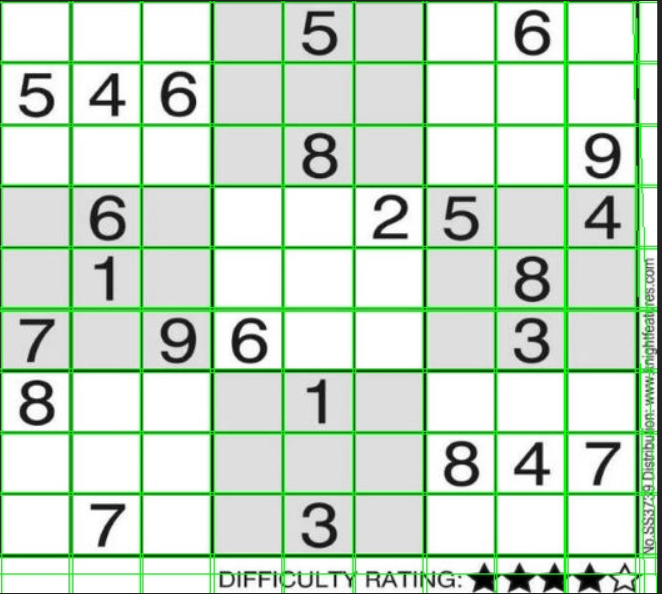 5 6
5 4 6
8 9
6 2 5 4
1 8
7 9 6 3
8 1
8 4 7
7 3
No.SS3739 Distribution: www.knightfeatures.com
DIFFICULTY RATING: ★★★★☆